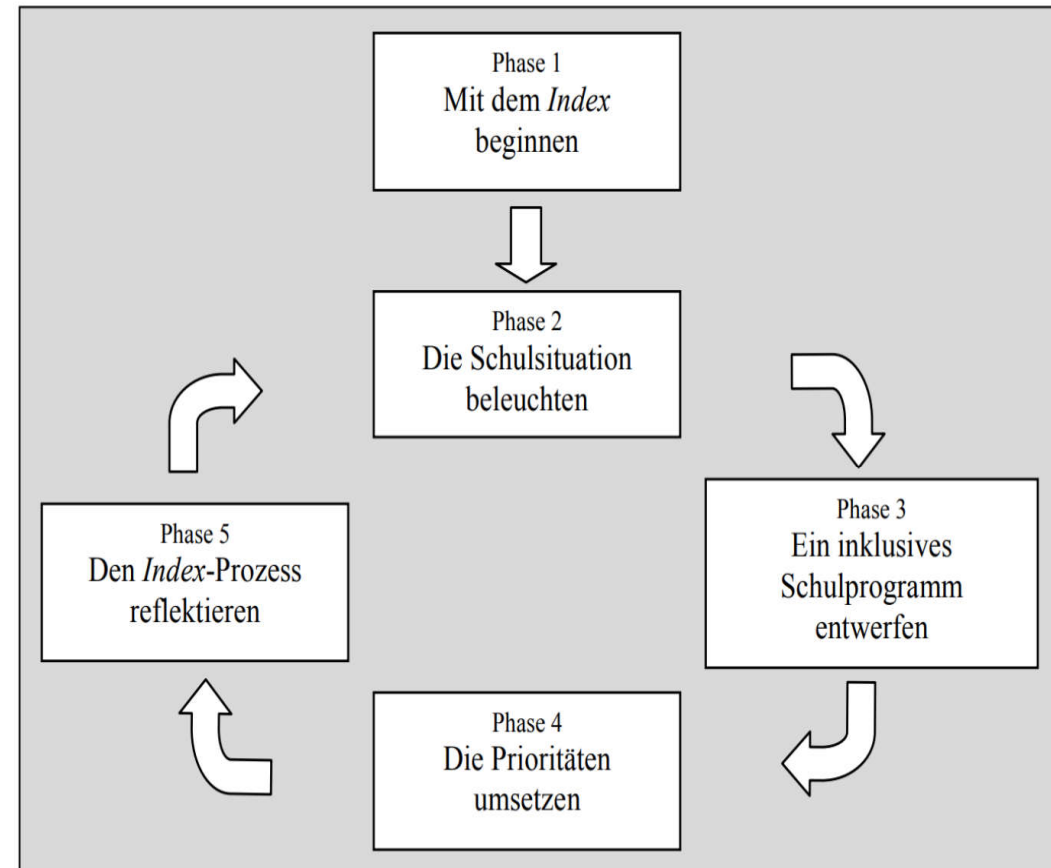 Phase 1
Mit dem Index
beginnen
Phase 2
Die Schulsituation
beleuchten
Phase 3
Ein inklusives
Schulprogramm
entwerfen
Phase 4
Die Prioritäten
umsetzen
Phase 5
Den Index-Prozess
reflektieren